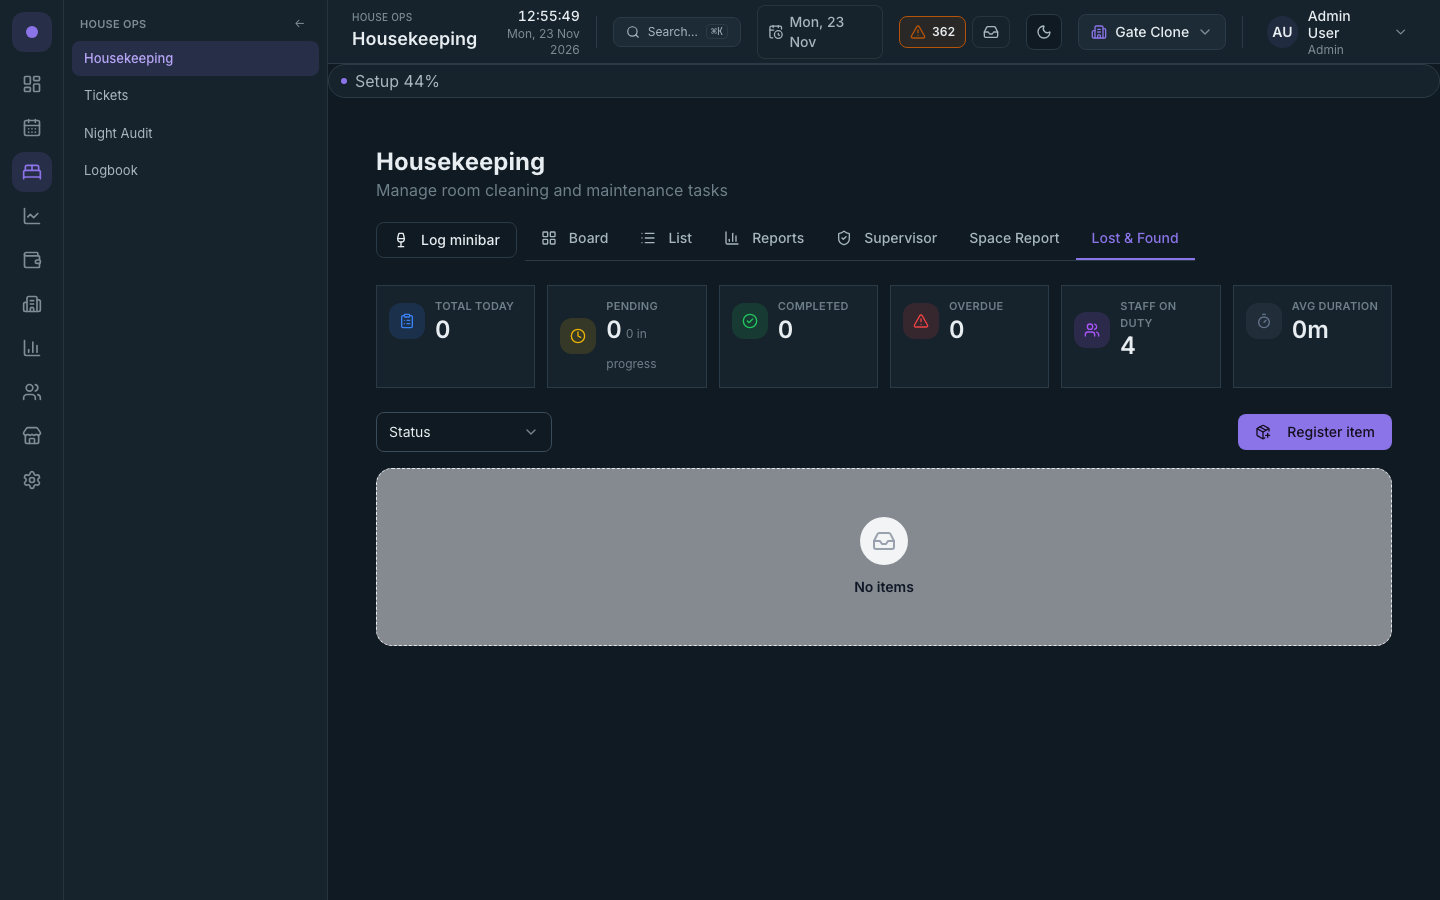 HOUSE OPS
Housekeeping
Tickets
Night Audit
Logbook
HOUSE OPS
Housekeeping
12:55:49
Mon, 23 Nov
2026
Search...
⌘K
Mon, 23
Nov
362
Gate Clone
AU
Admin
User
Admin
Setup 44%
Housekeeping
Manage room cleaning and maintenance tasks
Log minibar
Board
List
Reports
Supervisor
Space Report
Lost & Found
TOTAL TODAY
0
PENDING
0 0 in
progress
COMPLETED
0
OVERDUE
0
STAFF ON
DUTY
4
AVG DURATION
0m
Status
Register item
No items